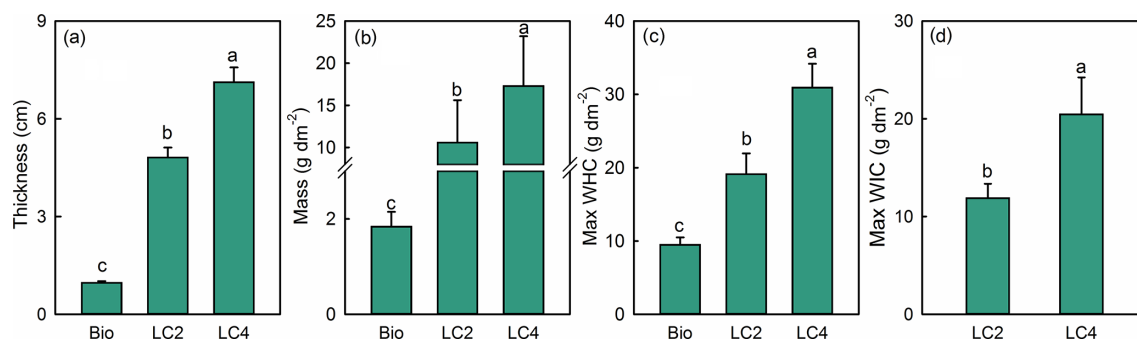 (a)
Thickness (cm)
9
6
3
0
a
b
c
Bio LC2 LC4
(b)
Mass (g dm-2)
25
20
15
10
2
0
a
b
c
Bio LC2 LC4
(c)
Max WHC (g dm-2)
40
30
20
10
0
a
b
c
Bio LC2 LC4
(d)
Max WIC (g dm-2)
30
20
10
0
a
b
LC2 LC4